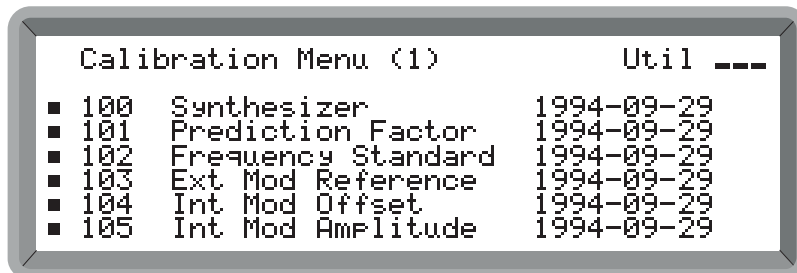 Calibration Menu (1) Util ___
▪ 100 Synthesizer 1994-09-29
▪ 101 Prediction Factor 1994-09-29
▪ 102 Frequency Standard 1994-09-29
▪ 103 Ext Mod Reference 1994-09-29
▪ 104 Int Mod Offset 1994-09-29
▪ 105 Int Mod Amplitude 1994-09-29